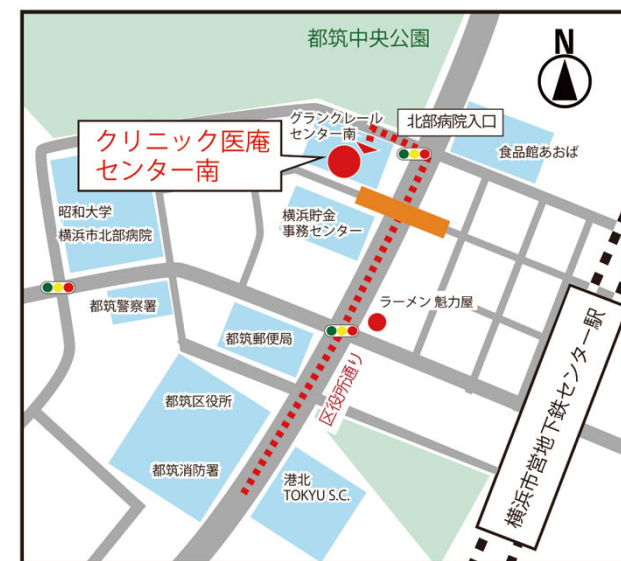 都筑中央公園
N
グランクレール
センター南
北部病院入口
クリニック医庵
センター南
食品館あおば
昭和大学
横浜市北部病院
横浜貯金
事務センター
都筑警察署
ラーメン 魁力屋
都筑郵便局
区役所通り
横浜市営地下鉄センター駅
都筑区役所
都筑消防署
港北
TOKYU S.C.